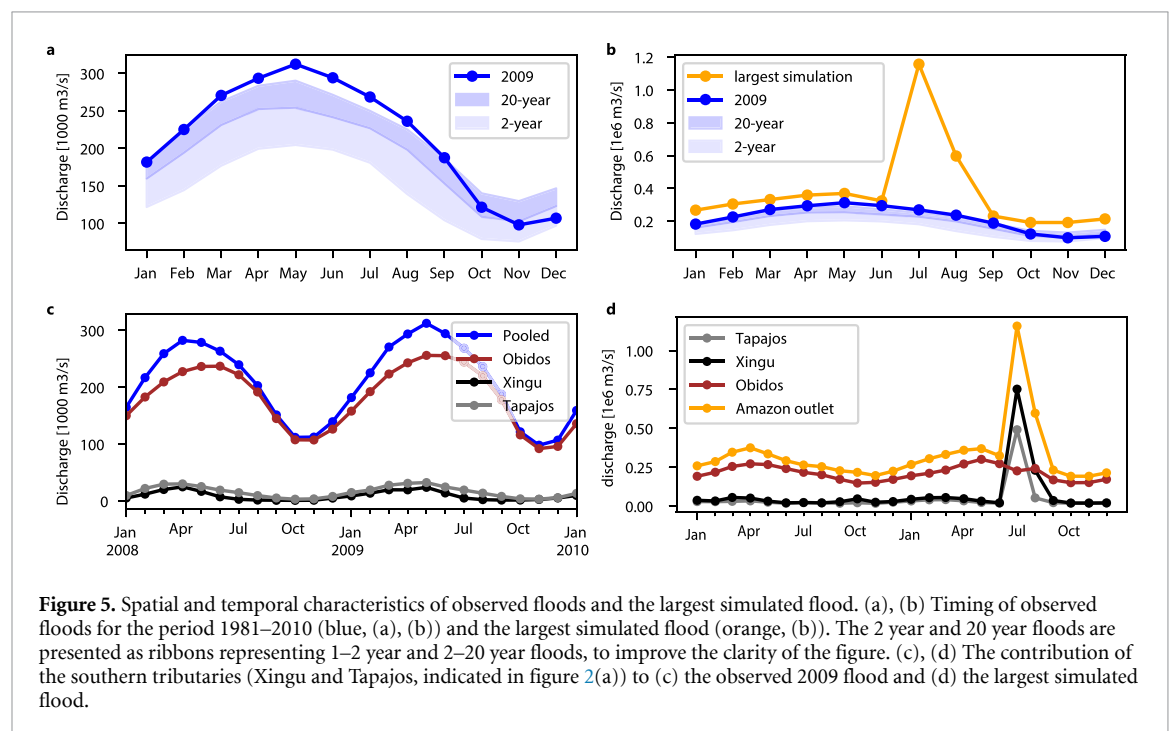 a
Discharge [1000 m3/s]
300
250
200
150
100
2009
20-year
2-year
Jan Feb Mar Apr May Jun Jul Aug Sep Oct Nov Dec
b
Discharge [1e6 m3/s]
1.2
1.0
0.8
0.6
0.4
0.2
largest simulation
2009
20-year
2-year
Jan Feb Mar Apr May Jun Jul Aug Sep Oct Nov Dec
c
Discharge [1000 m3/s]
300
200
100
0
Pooled
Obidos
Xingu
Tapajos
Jan Apr Jul Oct Jan Apr Jul Oct Jan
2008 2009 2010
d
discharge [1e6 m3/s]
1.00
0.75
0.50
0.25
0.00
Tapajos
Xingu
Obidos
Amazon outlet
Jan Apr Jul Oct Jan Apr Jul Oct
Figure 5. Spatial and temporal characteristics of observed floods and the largest simulated flood. (a), (b) Timing of observed
floods for the period 1981–2010 (blue, (a), (b)) and the largest simulated flood (orange, (b)). The 2 year and 20 year floods are
presented as ribbons representing 1–2 year and 2–20 year floods, to improve the clarity of the figure. (c), (d) The contribution of
the southern tributaries (Xingu and Tapajos, indicated in figure 2(a)) to (c) the observed 2009 flood and (d) the largest simulated
flood.